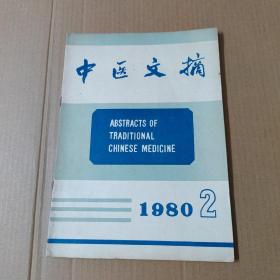 中医文摘
ABSTRACTS OF
TRADITIONAL
CHINESE MEDICINE
1980 2